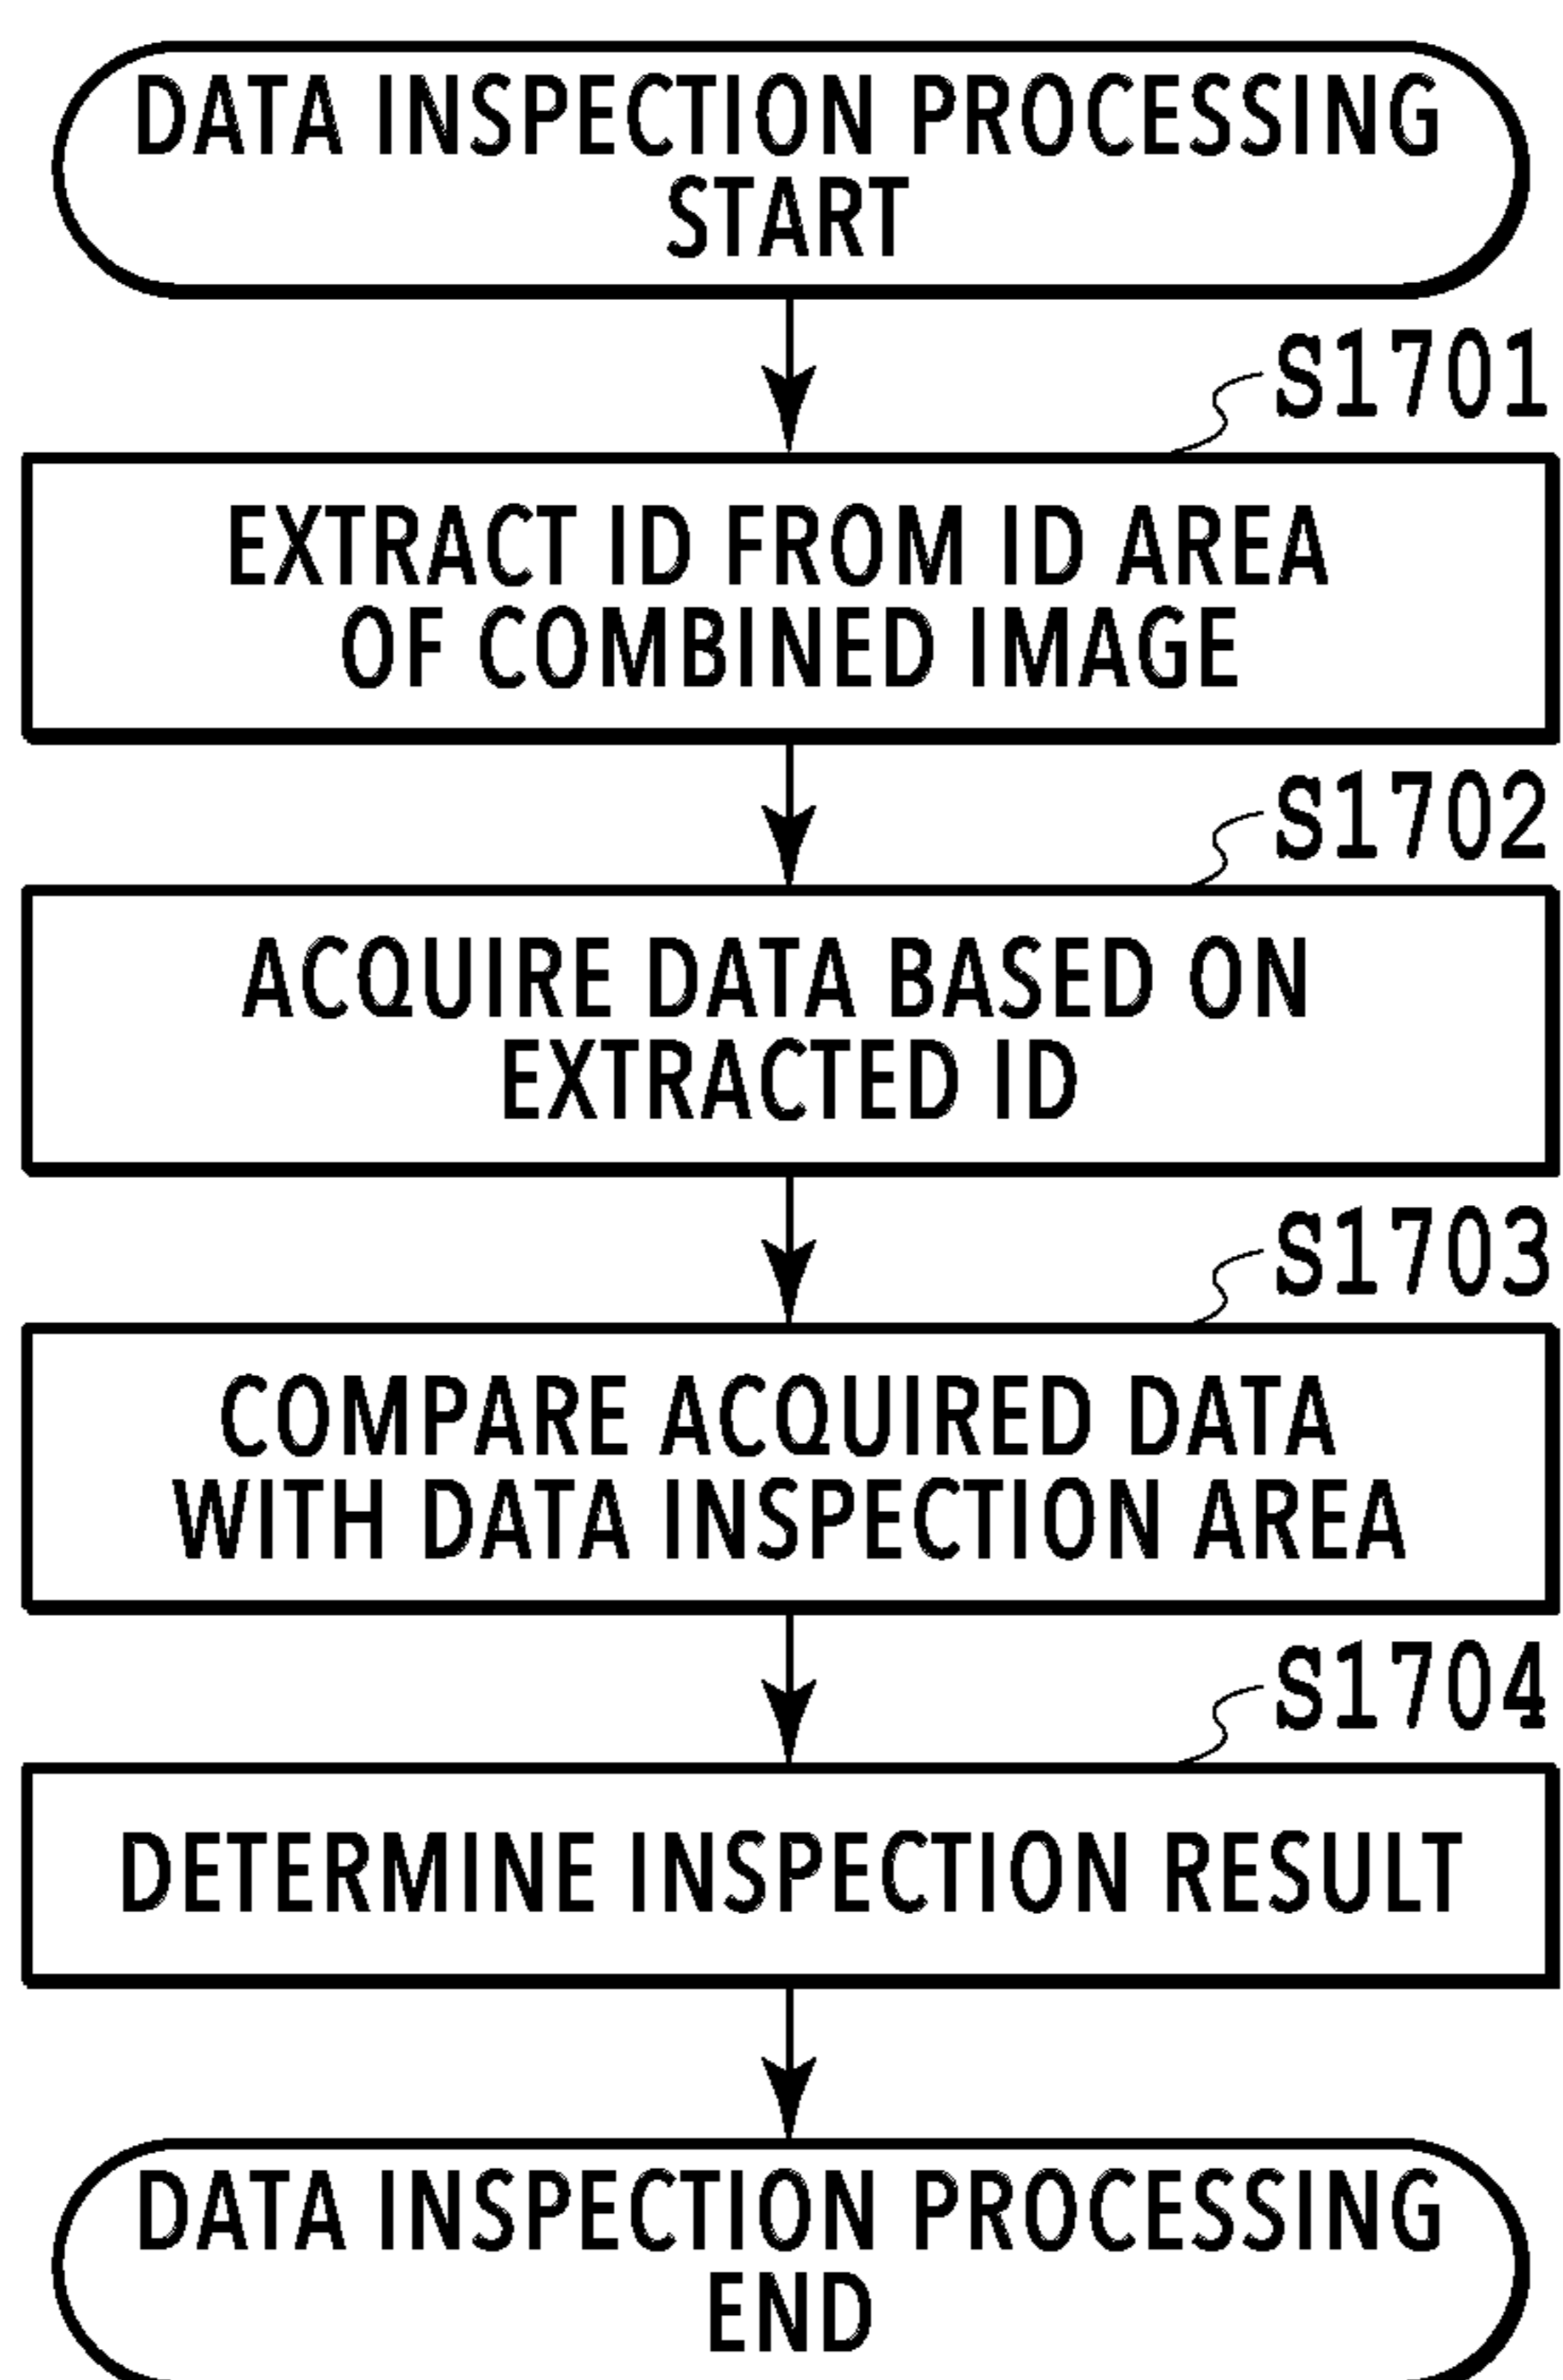 DATA INSPECTION PROCESSING
START
S1701
EXTRACT ID FROM ID AREA
OF COMBINED IMAGE
S1702
ACQUIRE DATA BASED ON
EXTRACTED ID
S1703
COMPARE ACQUIRED DATA
WITH DATA INSPECTION AREA
S1704
DETERMINE INSPECTION RESULT
DATA INSPECTION PROCESSING
END